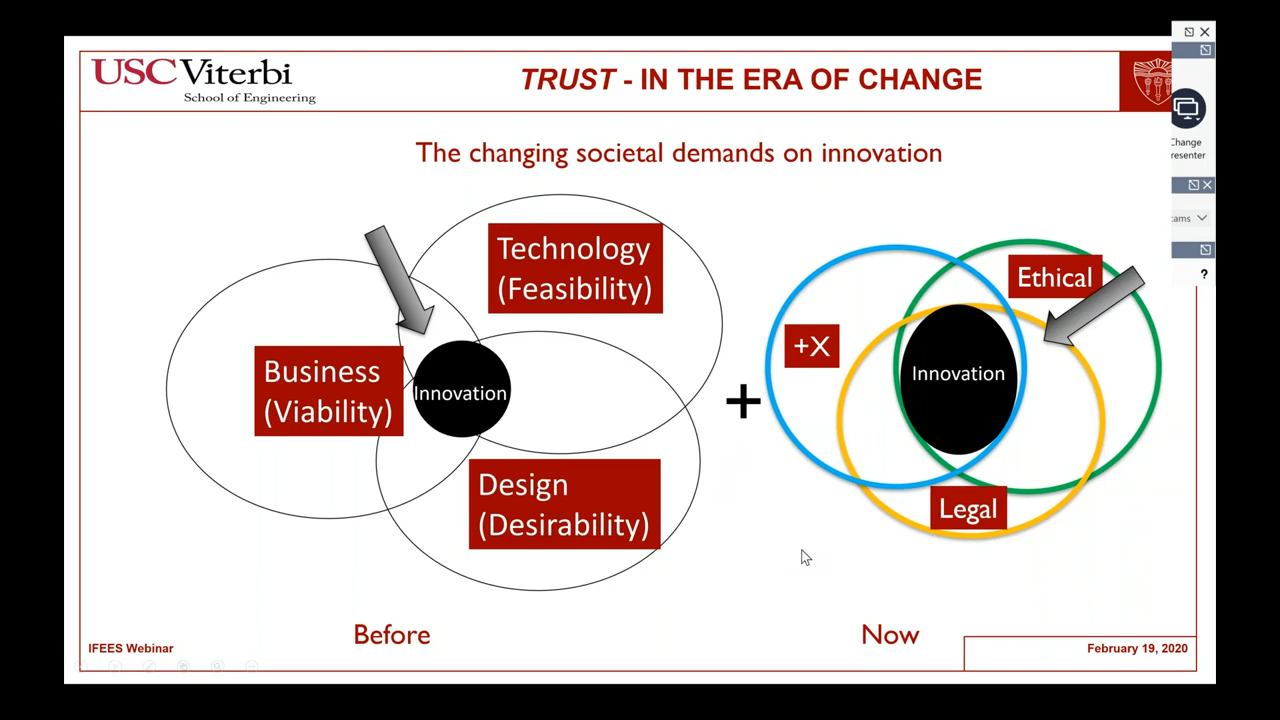 USC Viterbi
School of Engineering
TRUST - IN THE ERA OF CHANGE
The changing societal demands on innovation
Technology
(Feasibility)
Business
(Viability)
Innovation
Design
(Desirability)
+
+X
Ethical
Innovation
Legal
Before
Now
IFEES Webinar
February 19, 2020
Change
resenter
ams
?